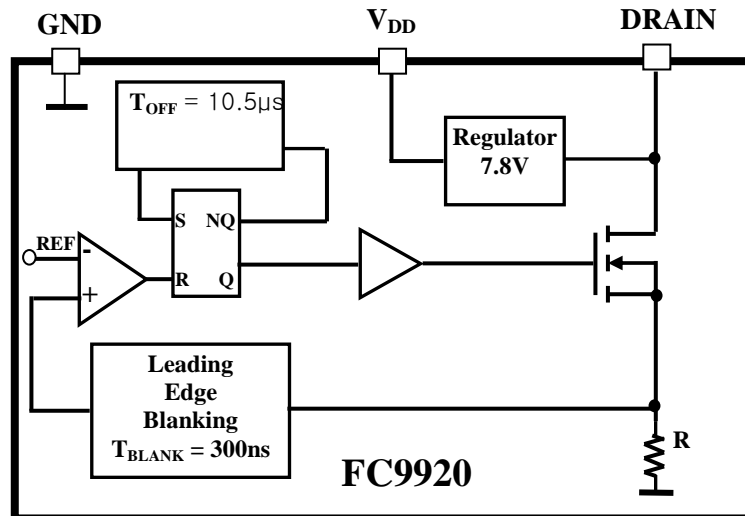 GND
VDD
DRAIN
TOFF = 10.5μs
Regulator
7.8V
REF
-
+
S
NQ
R
Q
Leading
Edge
Blanking
TBLANK = 300ns
R
FC9920